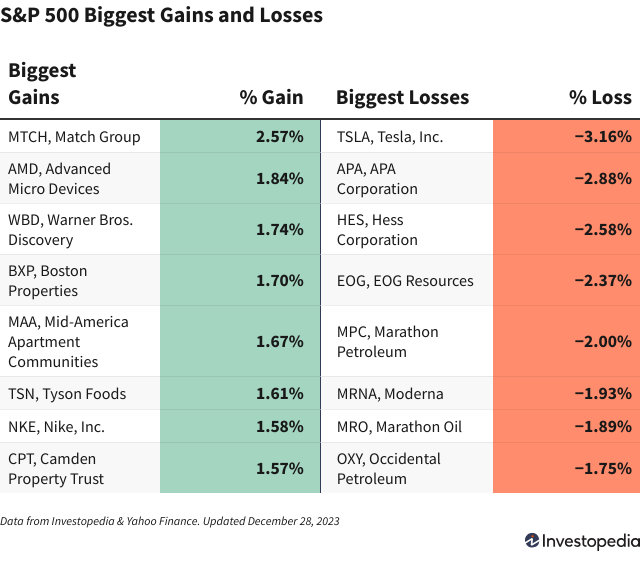 S&P 500 Biggest Gains and Losses
Biggest
Gains
% Gain
Biggest Losses
% Loss
MTCH, Match Group
2.57%
TSLA, Tesla, Inc.
−3.16%
AMD, Advanced
Micro Devices
1.84%
APA, APA
Corporation
−2.88%
WBD, Warner Bros.
Discovery
1.74%
HES, Hess
Corporation
−2.58%
BXP, Boston
Properties
1.70%
EOG, EOG Resources
−2.37%
MAA, Mid-America
Apartment
Communities
1.67%
MPC, Marathon
Petroleum
−2.00%
TSN, Tyson Foods
1.61%
MRNA, Moderna
−1.93%
NKE, Nike, Inc.
1.58%
MRO, Marathon Oil
−1.89%
CPT, Camden
Property Trust
1.57%
OXY, Occidental
Petroleum
−1.75%
Data from Investopedia & Yahoo Finance. Updated December 28, 2023
Investopedia